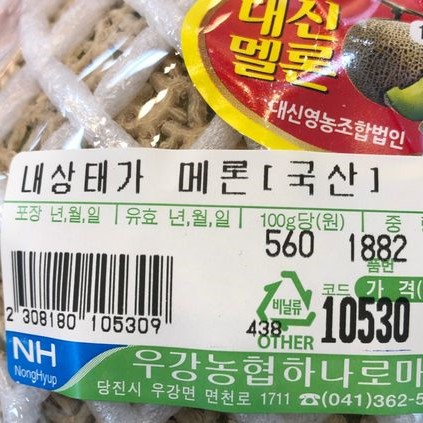 대신
멜론
대신영농조합법인
내상태가 메론[국산]
포장 년,월,일 유효 년,월,일 100g당(원) 중
560 1882
품번
코드 가 격(
비닐류
OTHER
438 10530
2 308180 105309
NH
NongHyup
우강농협하나로마
당진시 우강면 면천로 1711 ☎(041)362-5